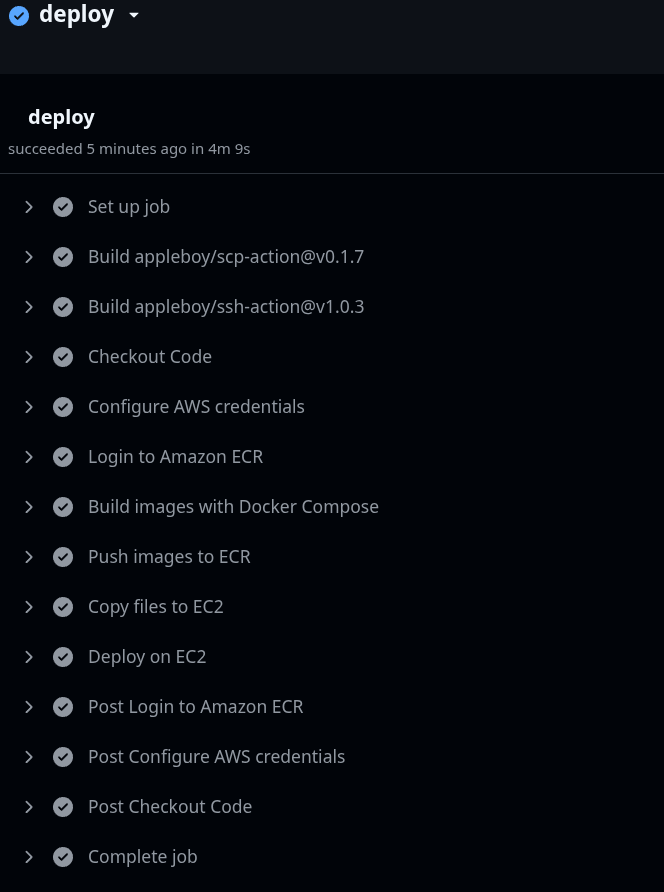 deploy
deploy
succeeded 5 minutes ago in 4m 9s
Set up job
Build appleboy/scp-action@v0.1.7
Build appleboy/ssh-action@v1.0.3
Checkout Code
Configure AWS credentials
Login to Amazon ECR
Build images with Docker Compose
Push images to ECR
Copy files to EC2
Deploy on EC2
Post Login to Amazon ECR
Post Configure AWS credentials
Post Checkout Code
Complete job